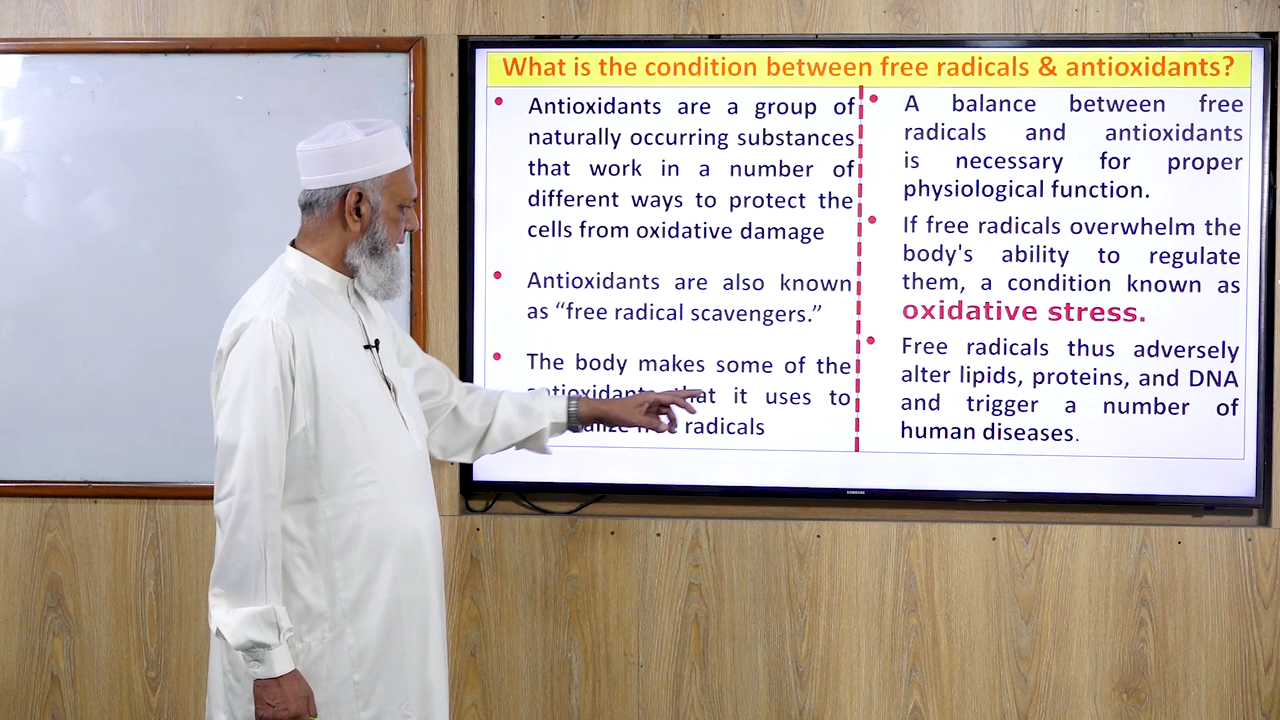 What is the condition between free radicals & antioxidants?
• Antioxidants are a group of
naturally occurring substances
that work in a number of
different ways to protect the
cells from oxidative damage
• Antioxidants are also known
as “free radical scavengers.”
• The body makes some of the
antioxidants that it uses to
free radicals
• A balance between free
radicals and antioxidants
is necessary for proper
physiological function.
• If free radicals overwhelm the
body's ability to regulate
them, a condition known as
oxidative stress.
• Free radicals thus adversely
alter lipids, proteins, and DNA
and trigger a number of
human diseases.
SAMSUNG